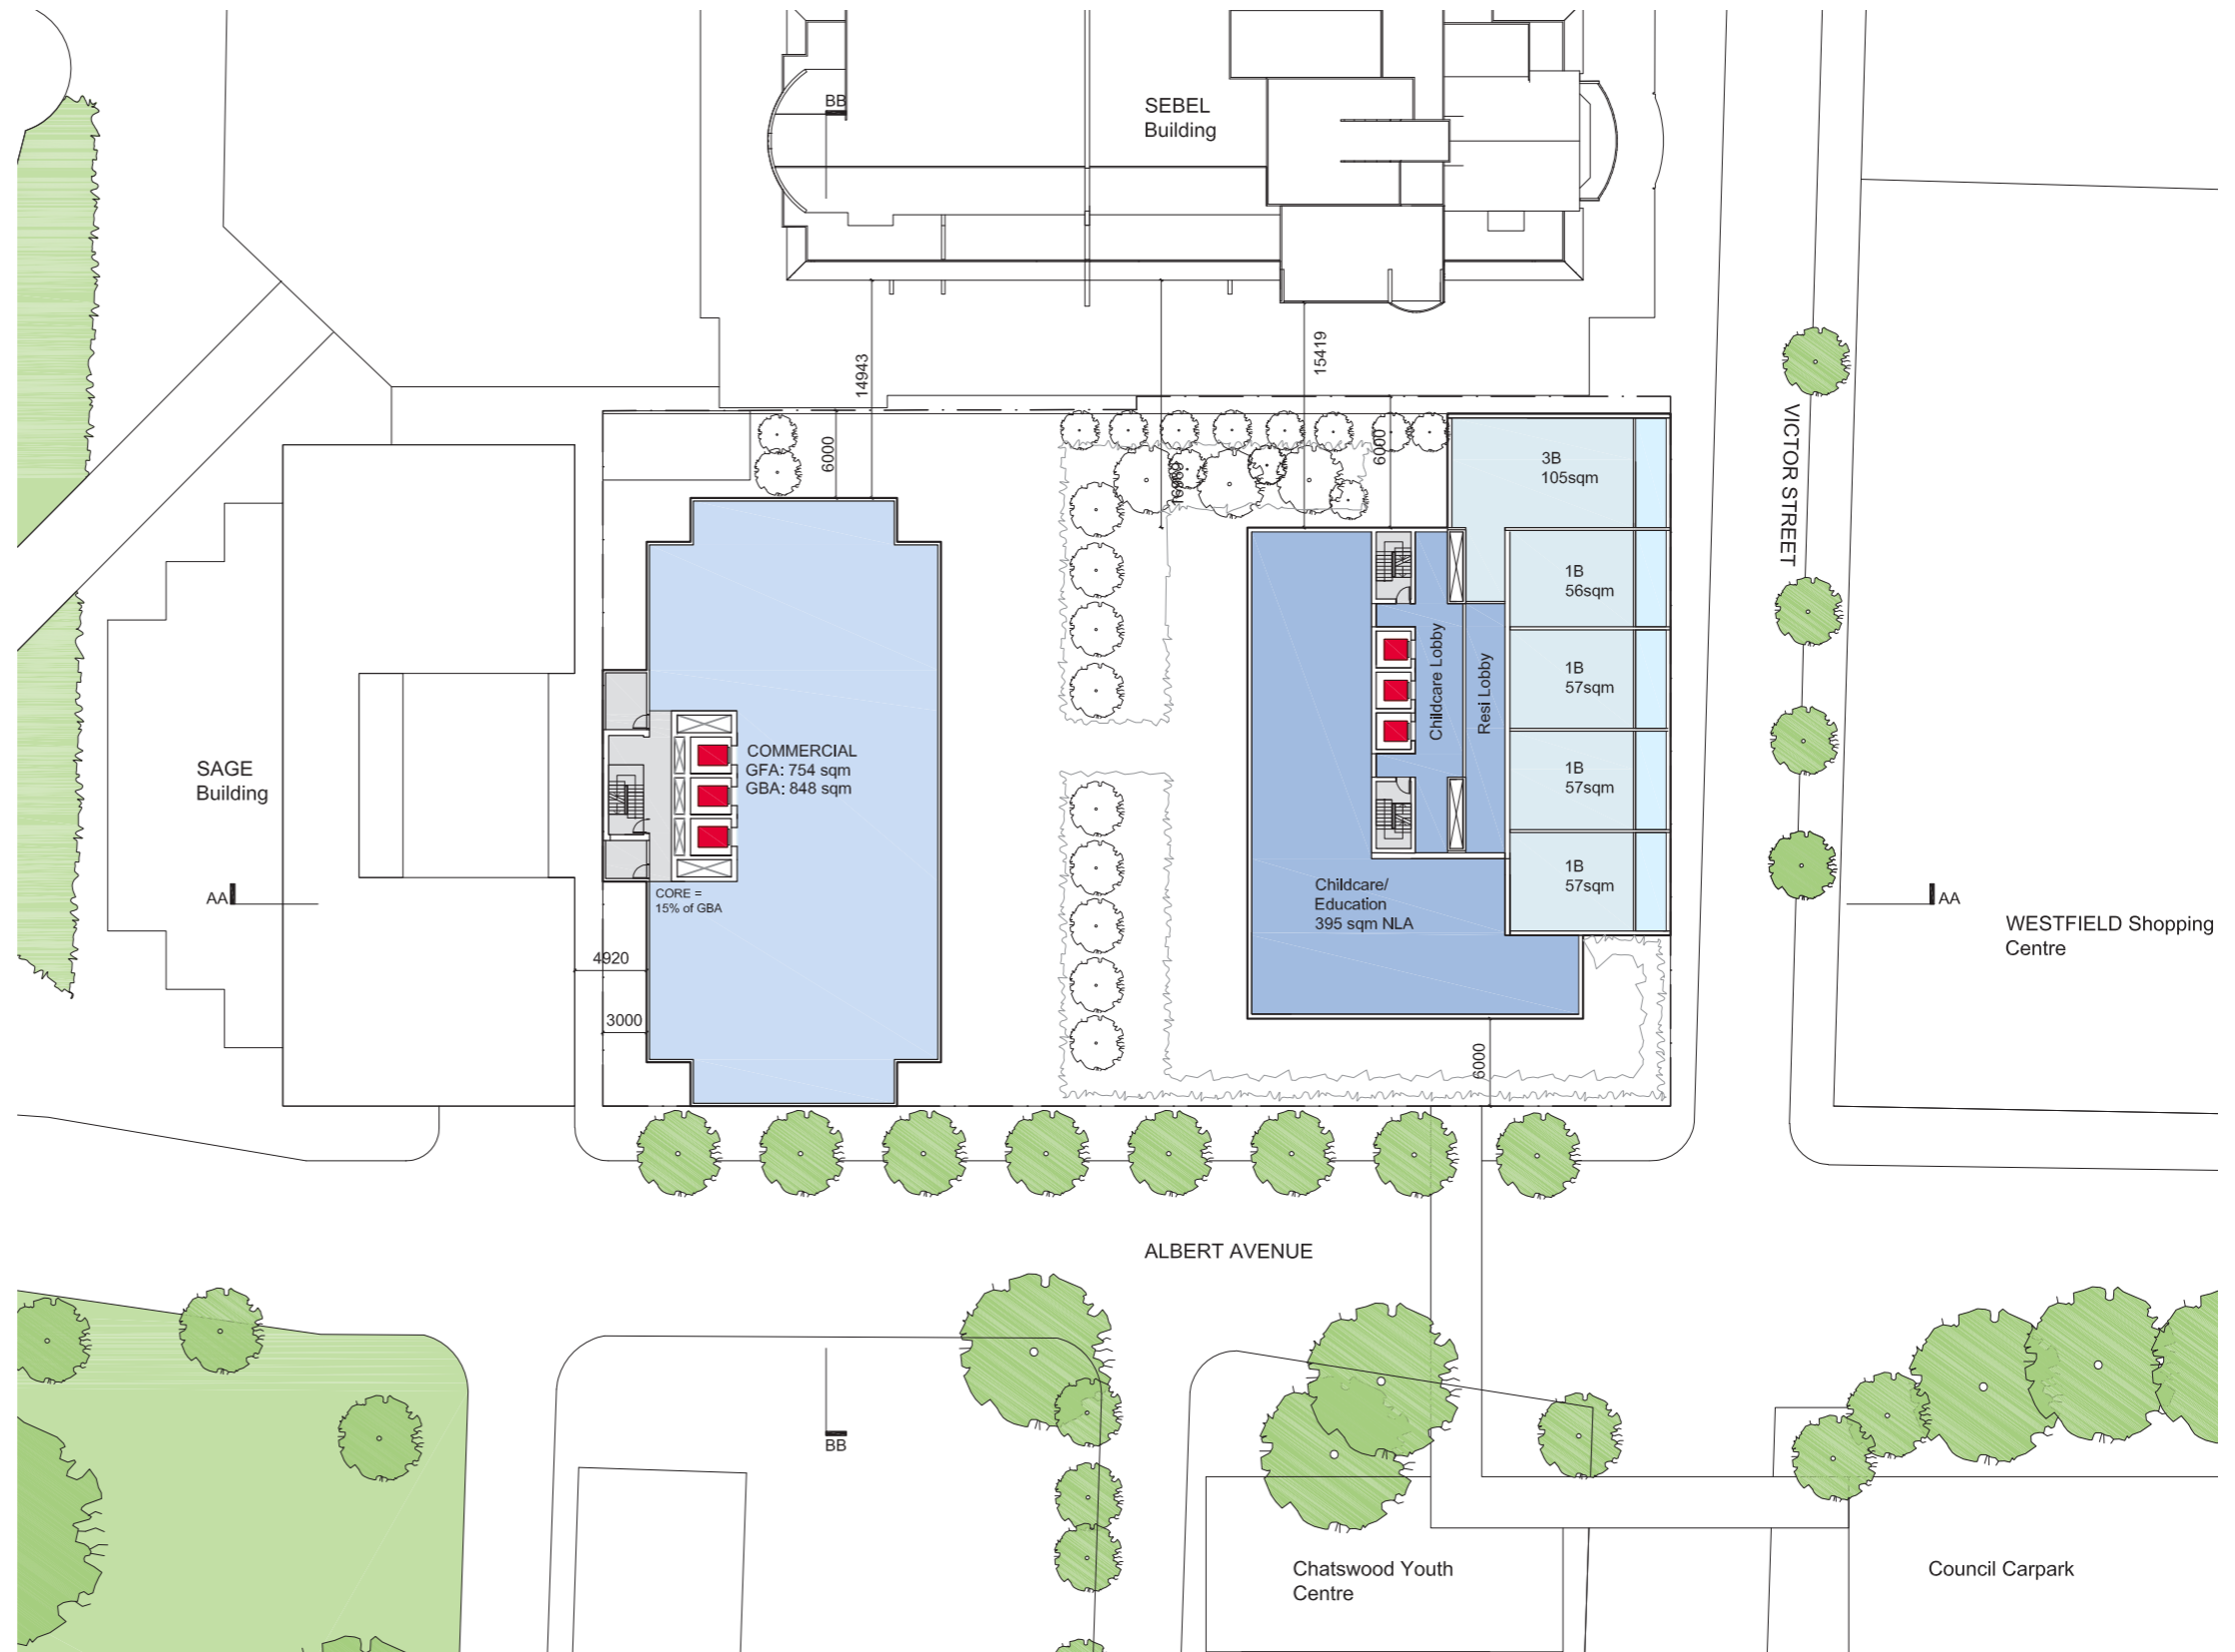 BB
SEBEL
Building
14943
15419
6000
6000
VICTOR STREET
3B
105sqm
1B
56sqm
1B
57sqm
1B
57sqm
1B
57sqm
Childcare Lobby
Resi Lobby
COMMERCIAL
GFA: 754 sqm
GBA: 848 sqm
SAGE
Building
AA
CORE =
15% of GBA
Childcare/
Education
395 sqm NLA
AA
WESTFIELD Shopping
Centre
4920
3000
6000
ALBERT AVENUE
BB
Chatswood Youth
Centre
Council Carpark